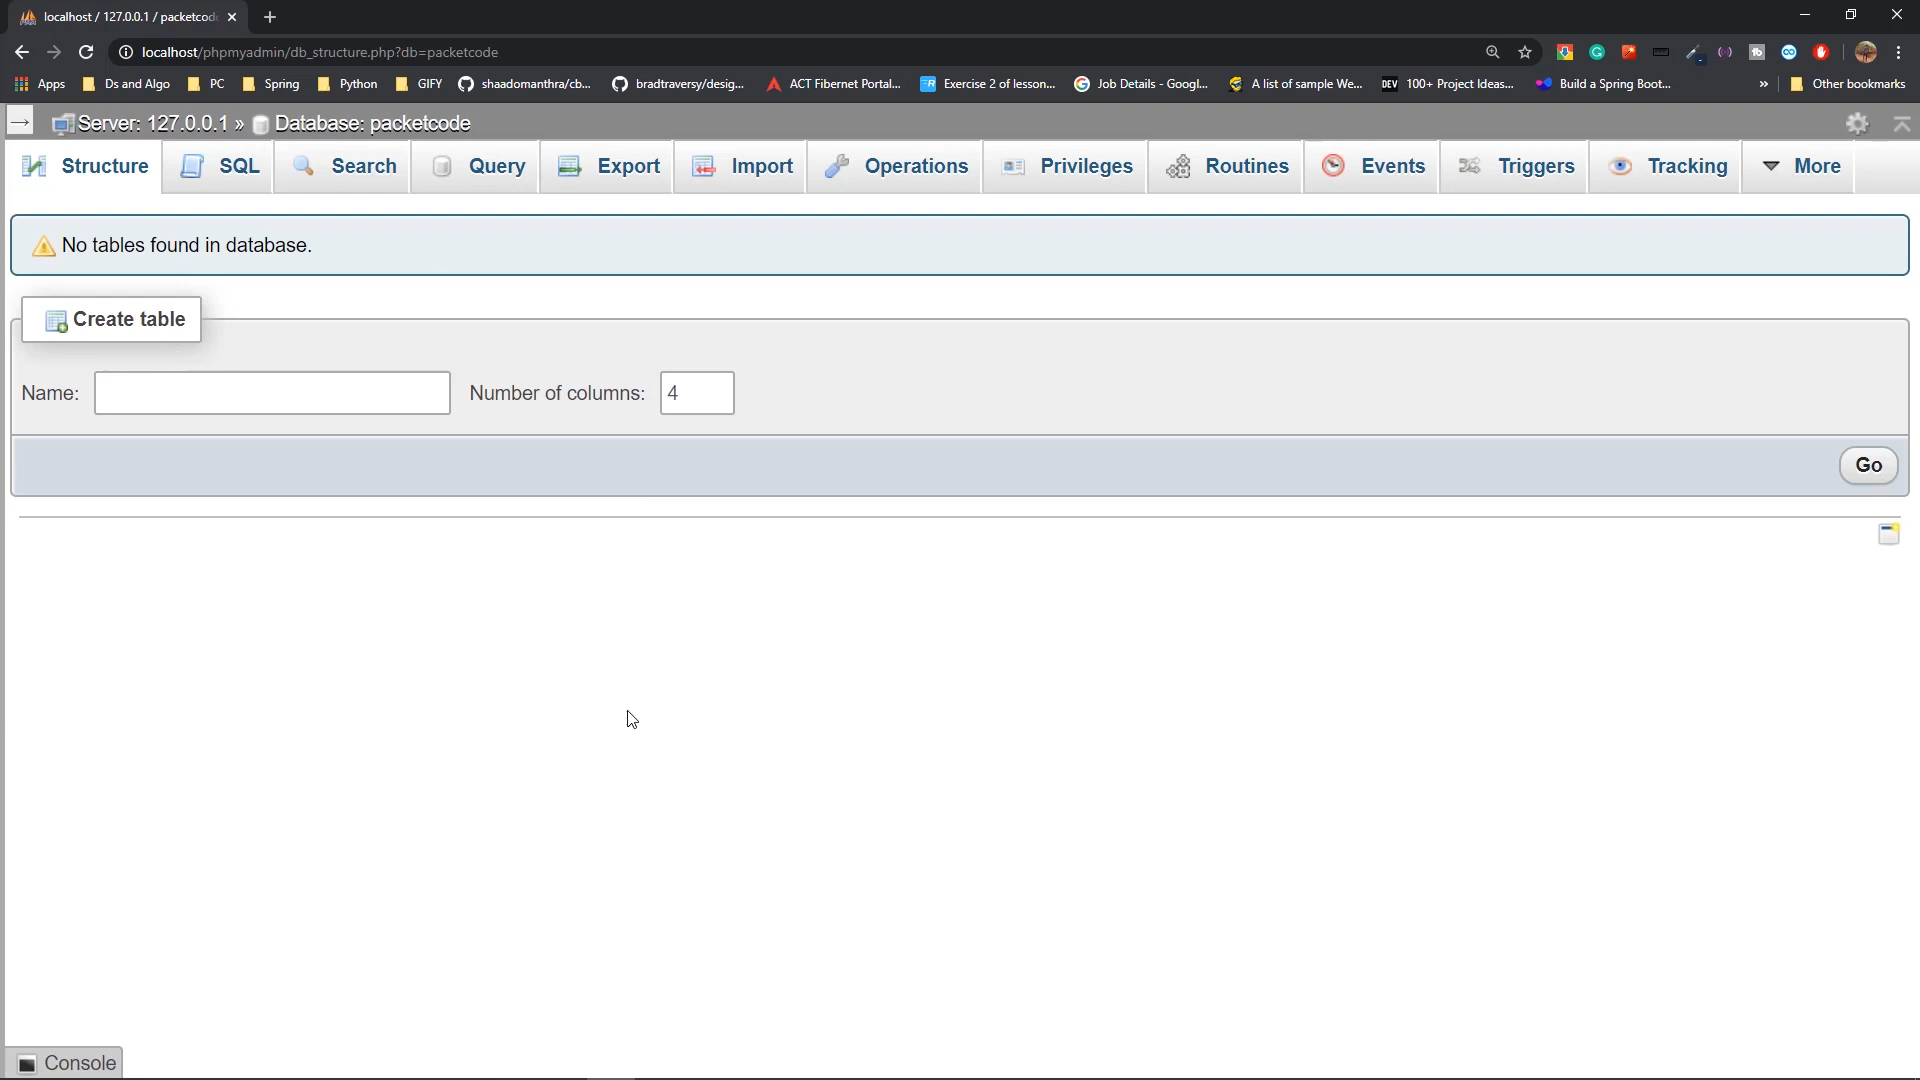 localhost / 127.0.0.1 / packetcod
localhost/phpmyadmin/db_structure.php?db=packetcode
Apps Ds and Algo PC Spring Python GIFY shaadomanthra/cb... bradtraversy/desig... ACT Fibernet Portal... Exercise 2 of lesson... Job Details - Googl... A list of sample We... DEV 100+ Project Ideas... Build a Spring Boot... » Other bookmarks
Server: 127.0.0.1 » Database: packetcode
Structure SQL Search Query Export Import Operations Privileges Routines Events Triggers Tracking More
No tables found in database.
Create table
Name: Number of columns: 4
Go
Console